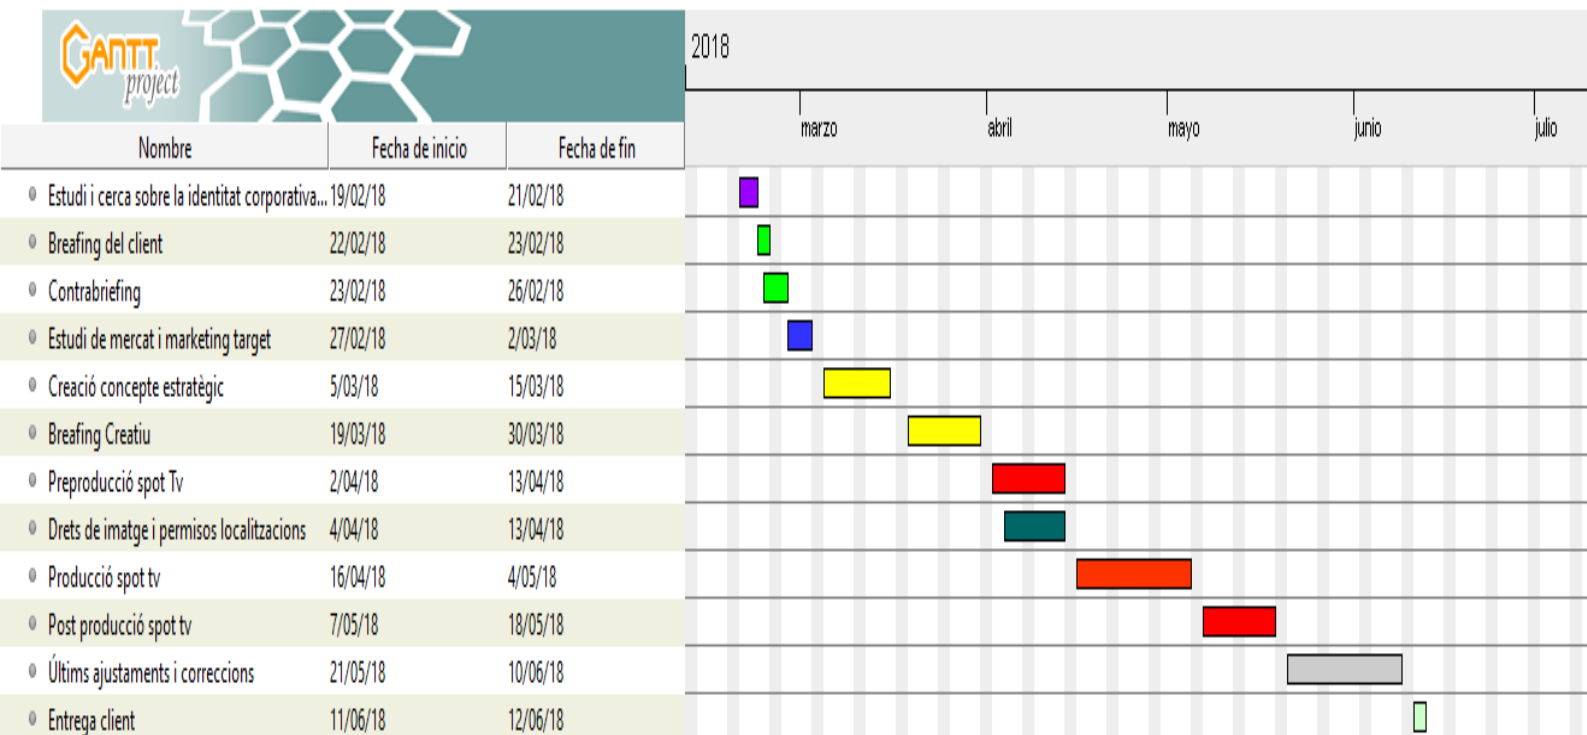 GANTT
project
2018
marzo abril mayo junio julio
Nombre Fecha de inicio Fecha de fin
Estudi i cerca sobre la identitat corporativa... 19/02/18 21/02/18
Breafing del client 22/02/18 23/02/18
Contrabriefing 23/02/18 26/02/18
Estudi de mercat i marketing target 27/02/18 2/03/18
Creació concepte estratègic 5/03/18 15/03/18
Breafing Creatiu 19/03/18 30/03/18
Preproducció spot Tv 2/04/18 13/04/18
Drets de imatge i permisos localitzacions 4/04/18 13/04/18
Producció spot tv 16/04/18 4/05/18
Post producció spot tv 7/05/18 18/05/18
Últims ajustaments i correccions 21/05/18 10/06/18
Entrega client 11/06/18 12/06/18